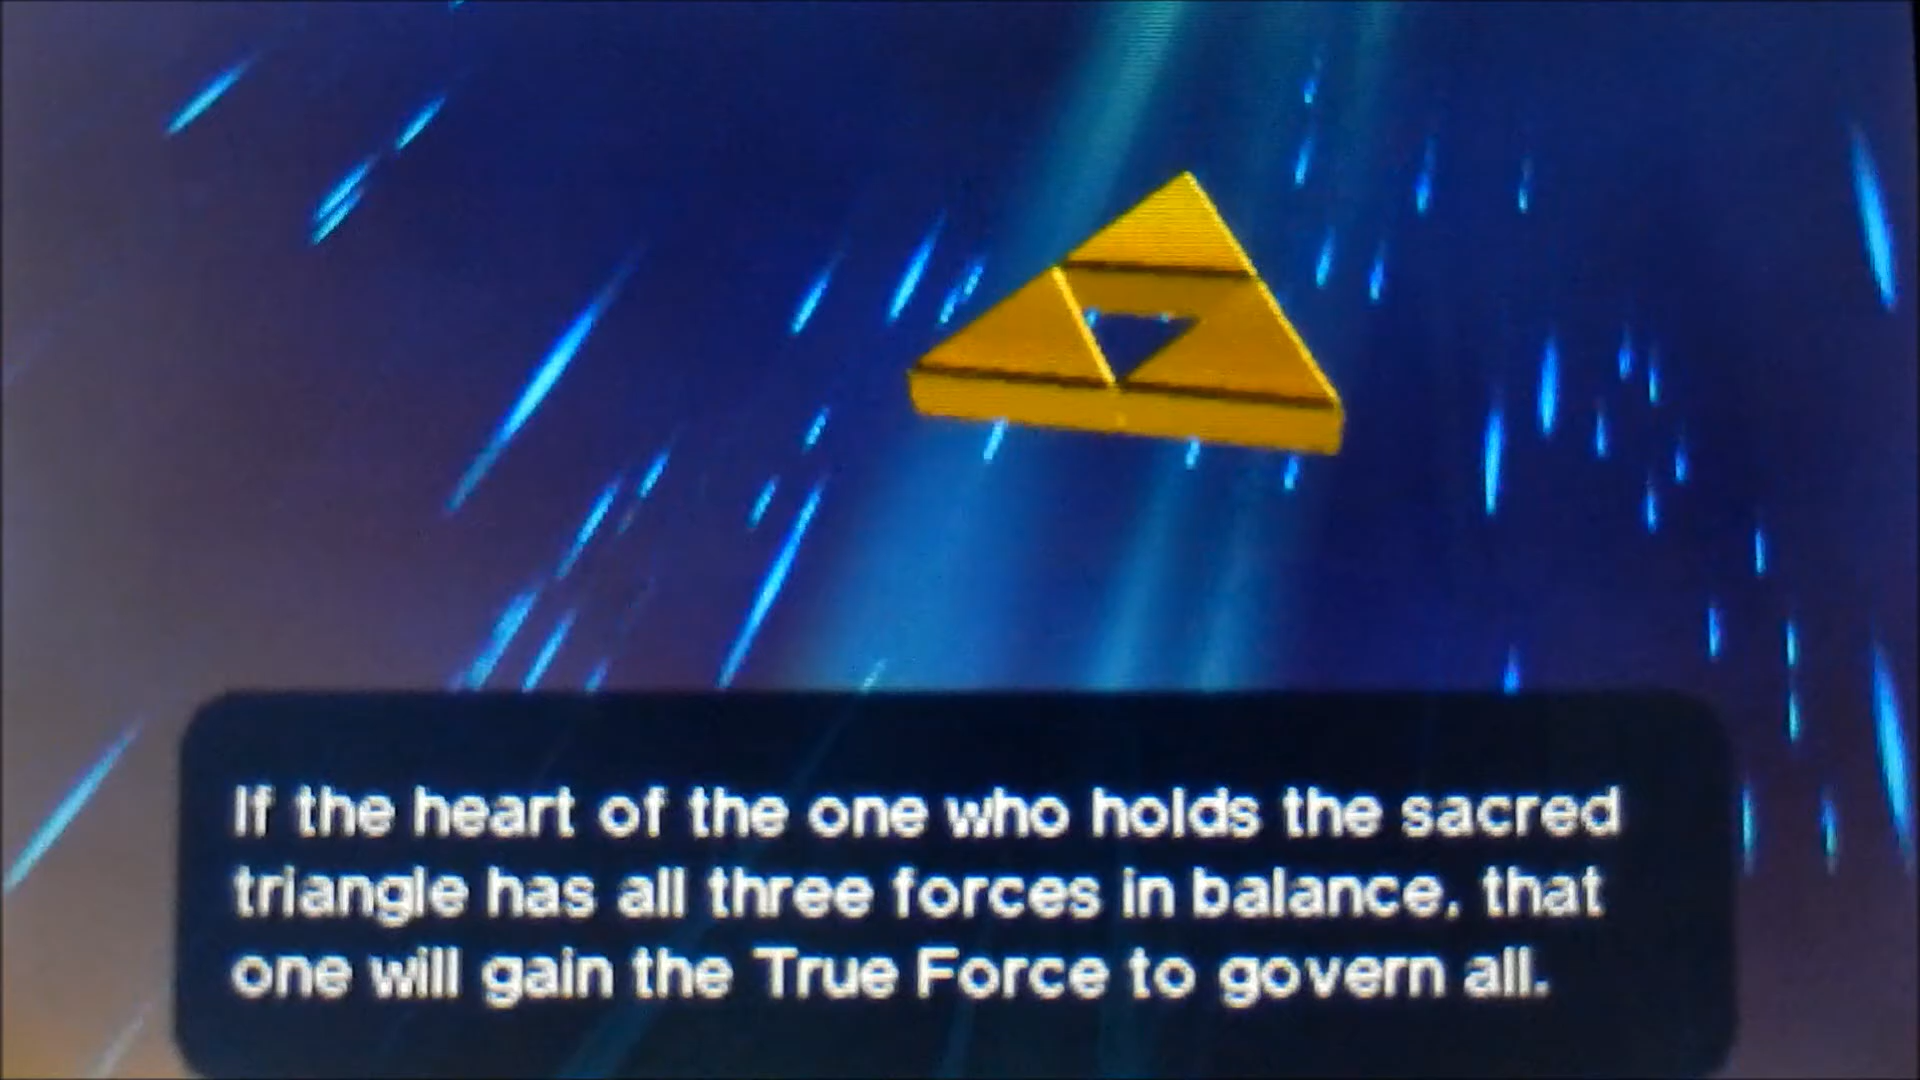 If the heart of the one who holds the sacred
triangle has all three forces in balance, that
one will gain the True Force to govern all.